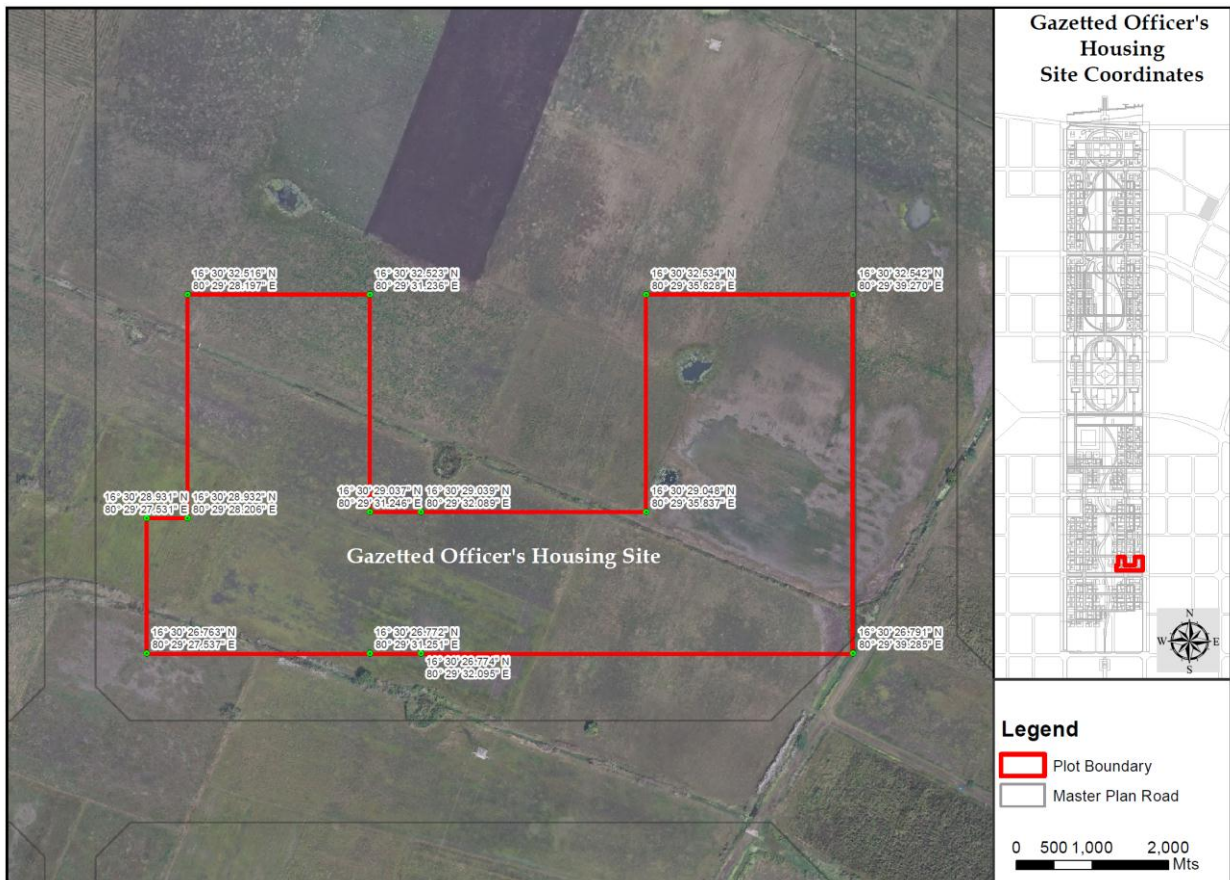 16° 30' 32.516" N
80° 29' 28.197" E
16° 30' 32.523" N
80° 29' 31.236" E
16° 30' 32.534" N
80° 29' 35.828" E
16° 30' 32.542" N
80° 29' 39.270" E
16° 30' 28.931" N
80° 29' 27.531" E
16° 30' 28.932" N
80° 29' 28.206" E
16° 30' 29.037" N
80° 29' 31.246" E
16° 30' 29.039" N
80° 29' 32.089" E
16° 30' 29.048" N
80° 29' 35.837" E
Gazetted Officer's Housing Site
16° 30' 26.763" N
80° 29' 27.537" E
16° 30' 26.772" N
80° 29' 31.251" E
16° 30' 26.774" N
80° 29' 32.095" E
16° 30' 26.791" N
80° 29' 39.285" E
Gazetted Officer's
Housing
Site Coordinates
N
W E
S
Legend
Plot Boundary
Master Plan Road
0 500 1,000 2,000
Mts